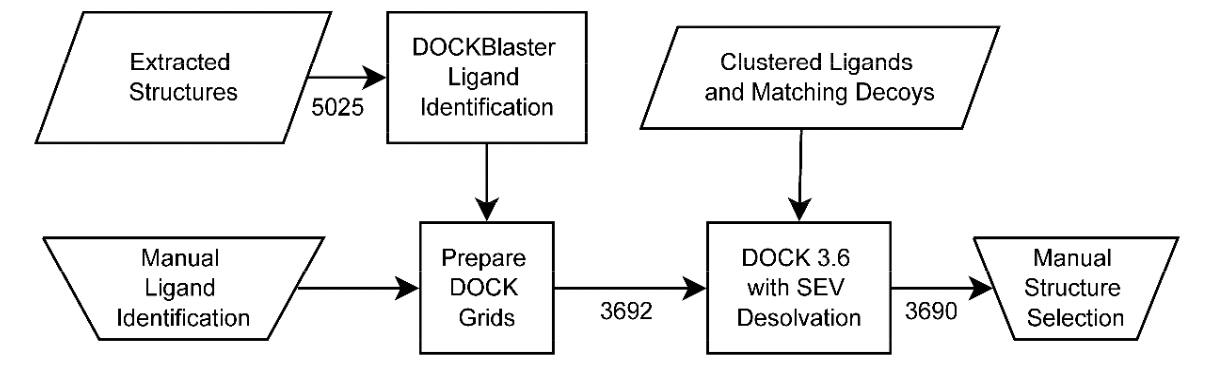 Extracted
Structures
5025
DOCKBlaster
Ligand
Identification
Clustered Ligands
and Matching Decoys
Manual
Ligand
Identification
Prepare
DOCK
Grids
3692
DOCK 3.6
with SEV
Desolvation
3690
Manual
Structure
Selection